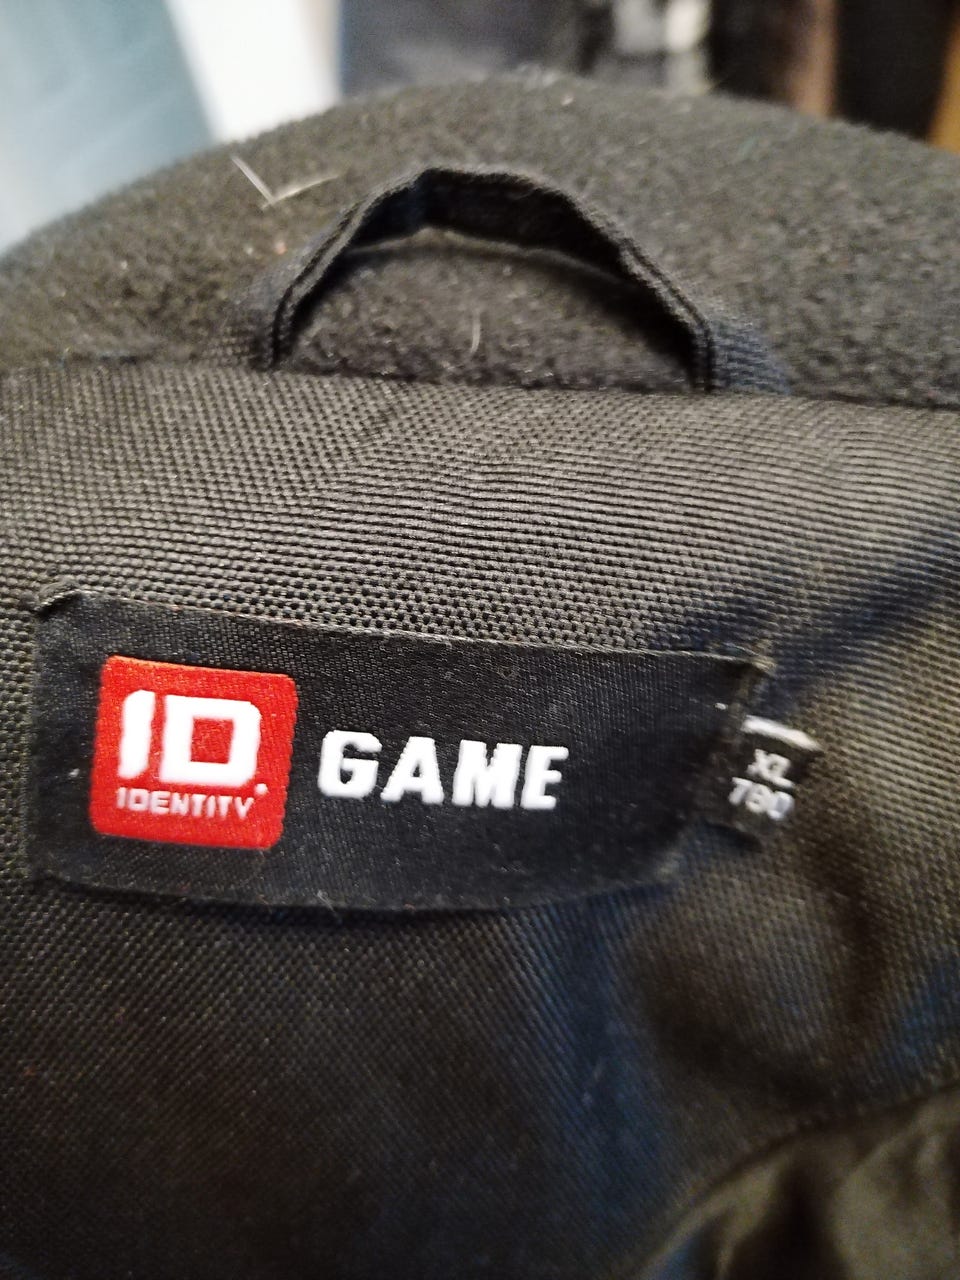 ID
IDENTITY
GAME
XL
790